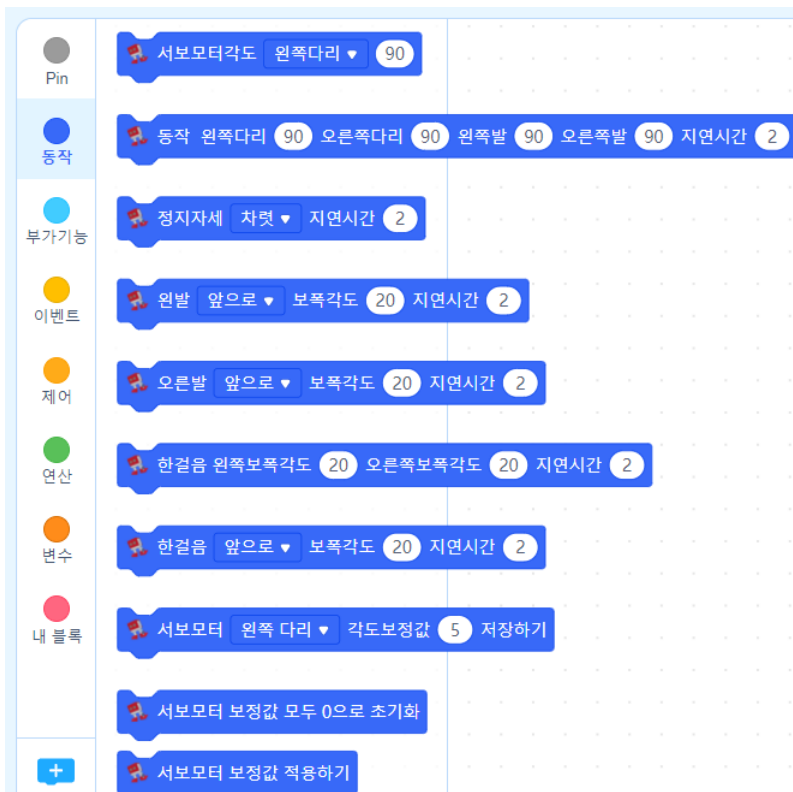 Pin
동작
부가기능
이벤트
제어
연산
변수
내 블록
서보모터각도 왼쪽다리 90
동작 왼쪽다리 90 오른쪽다리 90 왼쪽발 90 오른쪽발 90 지연시간 2
정지자세 차렷 지연시간 2
왼발 앞으로 보폭각도 20 지연시간 2
오른발 앞으로 보폭각도 20 지연시간 2
한걸음 왼쪽보폭각도 20 오른쪽보폭각도 20 지연시간 2
한걸음 앞으로 보폭각도 20 지연시간 2
서보모터 왼쪽 다리 각도보정값 5 저장하기
서보모터 보정값 모두 0으로 초기화
서보모터 보정값 적용하기